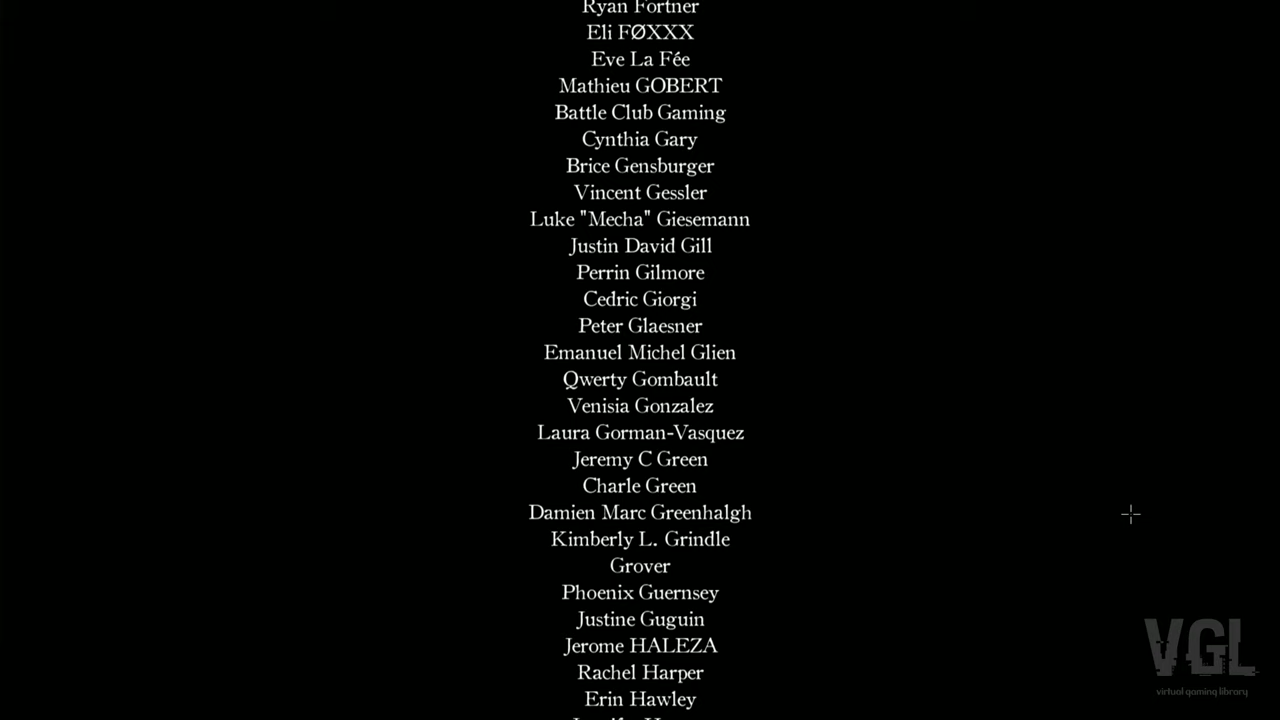 Ryan Fortner
Eli FØXXX
Eve La Fée
Mathieu GOBERT
Battle Club Gaming
Cynthia Gary
Brice Gensburger
Vincent Gessler
Luke "Mecha" Giesemann
Justin David Gill
Perrin Gilmore
Cedric Giorgi
Peter Glaesner
Emanuel Michel Glien
Qwerty Gombault
Venisia Gonzalez
Laura Gorman-Vasquez
Jeremy C Green
Charle Green
Damien Marc Greenhalgh
Kimberly L. Grindle
Grover
Phoenix Guernsey
Justine Guguin
Jerome HALEZA
Rachel Harper
Erin Hawley
VGL
virtual gaming library